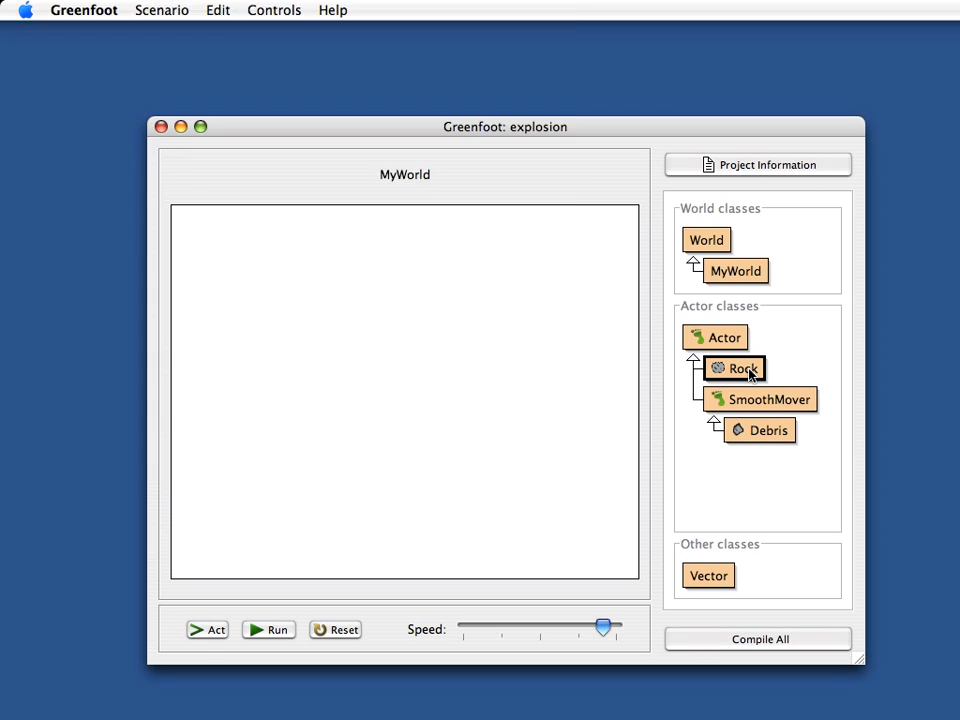 Greenfoot Scenario Edit Controls Help
Greenfoot: explosion
MyWorld
Project Information
World classes
World
MyWorld
Actor classes
Actor
Rock
SmoothMover
Debris
Other classes
Vector
Act Run Reset Speed:
Compile All